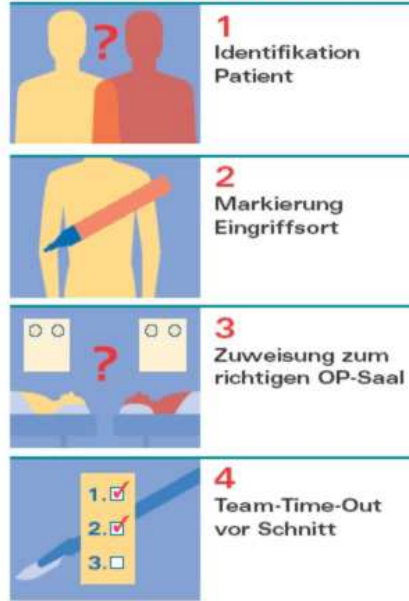 ?
1
Identifikation
Patient
2
Markierung
Eingriffsort
?
3
Zuweisung zum
richtigen OP-Saal
1.
2.
3.
4
Team-Time-Out
vor Schnitt